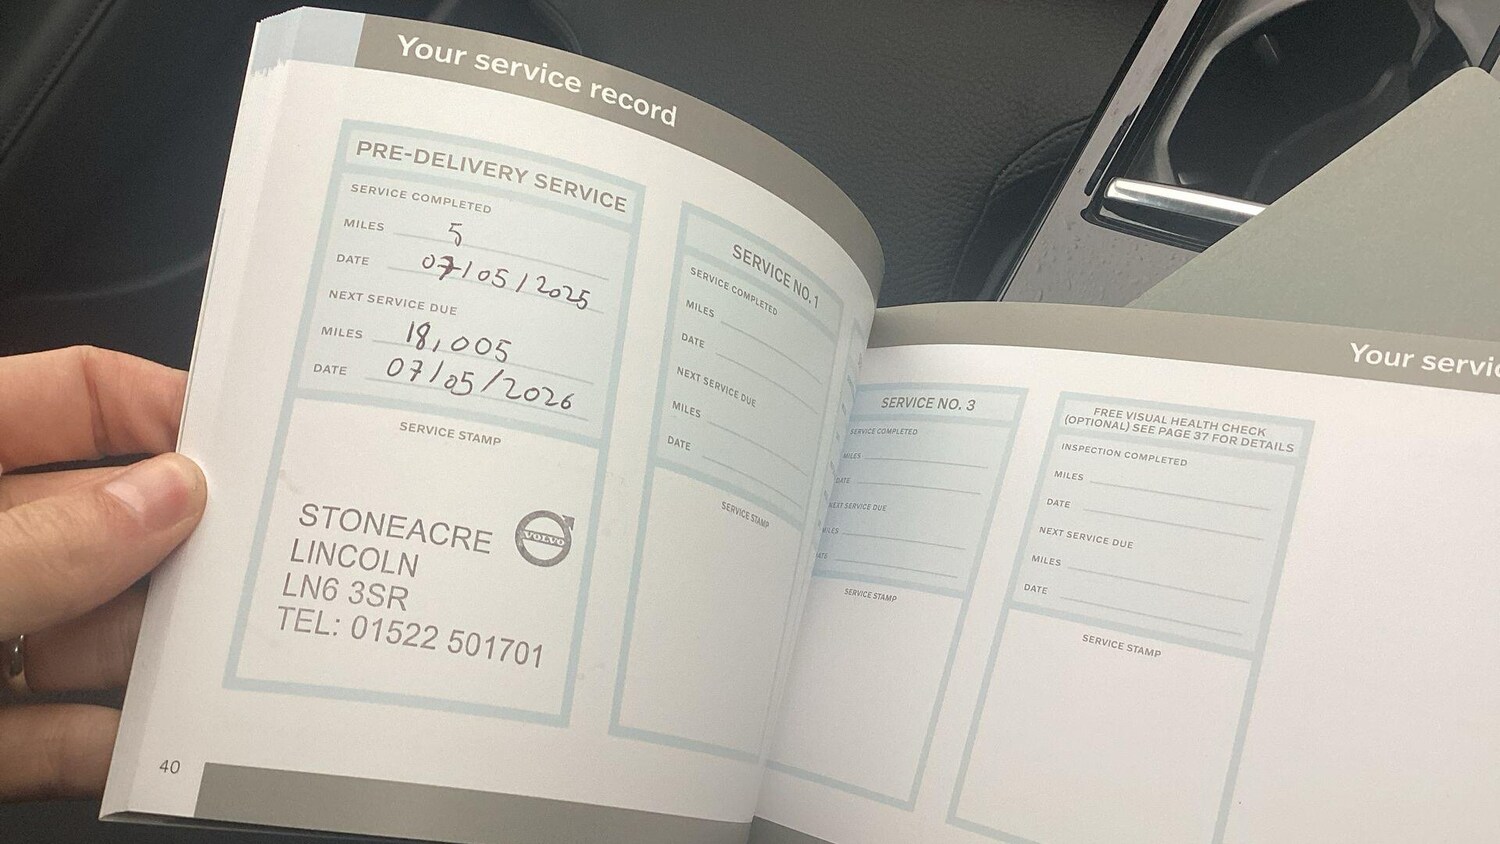 Your service record
PRE-DELIVERY SERVICE
SERVICE COMPLETED
MILES 5
DATE 07/05/2025
NEXT SERVICE DUE
MILES 18,005
DATE 07/05/2026
SERVICE STAMP
STONEACRE VOLVO
LINCOLN
LN6 3SR
TEL: 01522 501701
40
SERVICE NO. 1
SERVICE COMPLETED
MILES
DATE
NEXT SERVICE DUE
MILES
DATE
SERVICE STAMP
Your servic
SERVICE NO. 3
SERVICE COMPLETED
MILES
DATE
NEXT SERVICE DUE
MILES
DATE
SERVICE STAMP
FREE VISUAL HEALTH CHECK
(OPTIONAL) SEE PAGE 37 FOR DETAILS
INSPECTION COMPLETED
MILES
DATE
NEXT SERVICE DUE
MILES
DATE
SERVICE STAMP